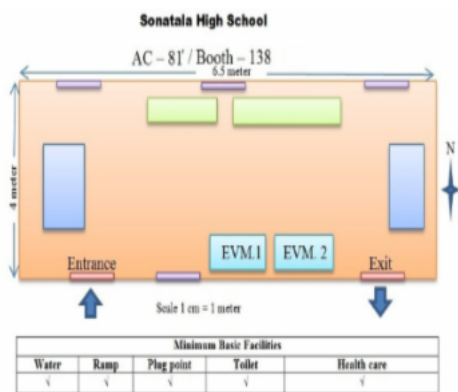 Sonatala High School
AC – 81/ Booth – 138
6.5 meter
4 meter
N
EVM.1 EVM. 2
Entrance Exit
Scale 1 cm = 1 meter
Minimum Basic Facilities
Water Ramp Plug point Toilet Health care
√ √ √ √ √